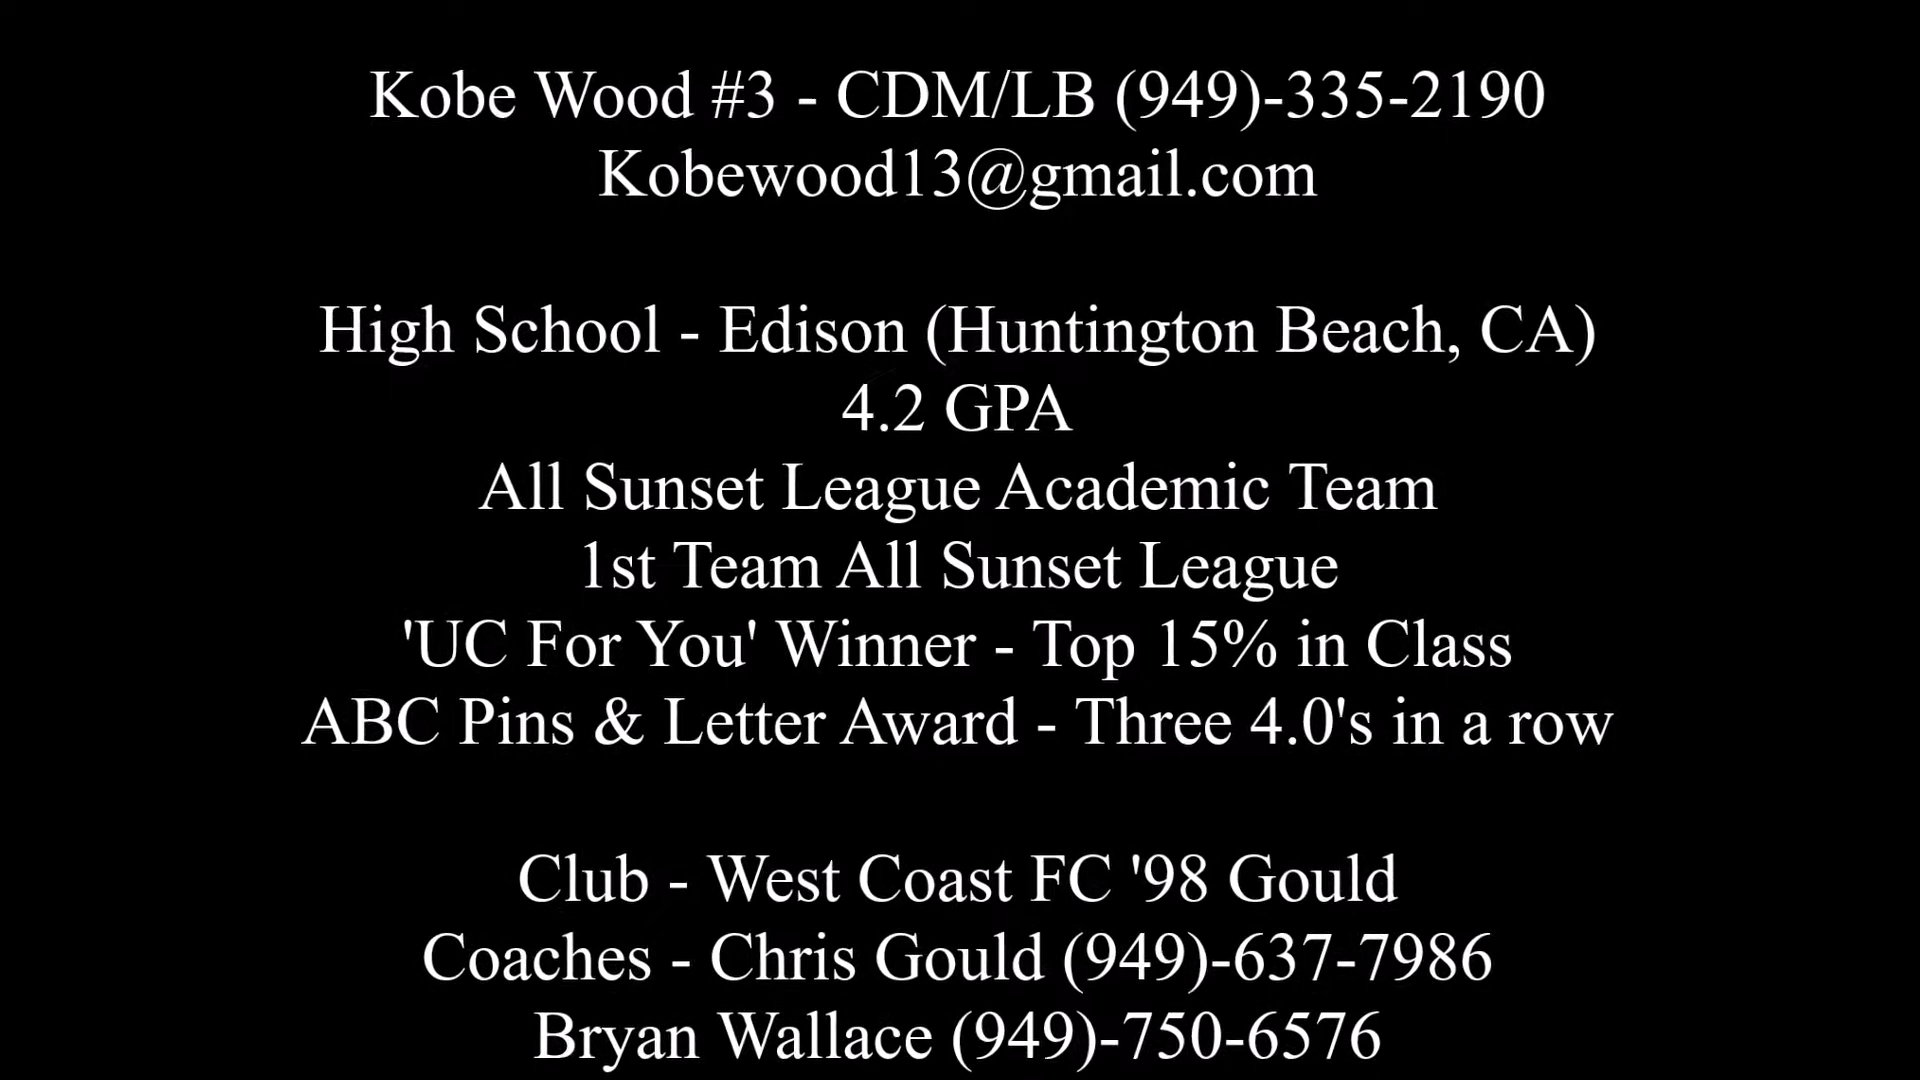 Kobe Wood #3 - CDM/LB (949)-335-2190
Kobewood13@gmail.com
High School - Edison (Huntington Beach, CA)
4.2 GPA
All Sunset League Academic Team
1st Team All Sunset League
'UC For You' Winner - Top 15% in Class
ABC Pins & Letter Award - Three 4.0's in a row
Club - West Coast FC '98 Gould
Coaches - Chris Gould (949)-637-7986
Bryan Wallace (949)-750-6576